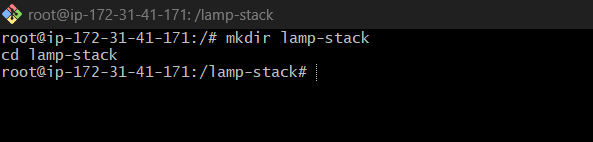 root@ip-172-31-41-171: /lamp-stack
root@ip-172-31-41-171:/# mkdir lamp-stack
cd lamp-stack
root@ip-172-31-41-171:/lamp-stack#